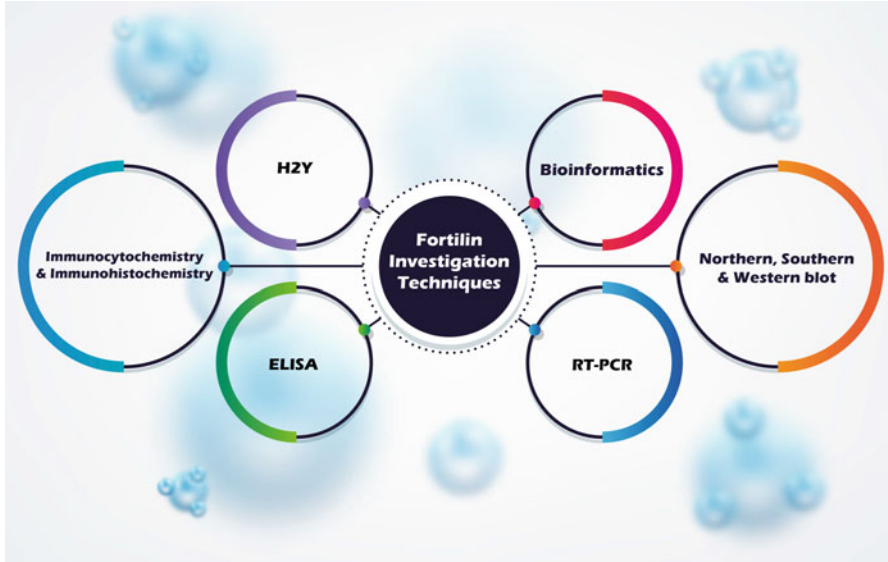 H2Y
Bioinformatics
Immunocytochemistry
& Immunohistochemistry
Fortilin
Investigation
Techniques
Northern, Southern
& Western blot
ELISA
RT-PCR